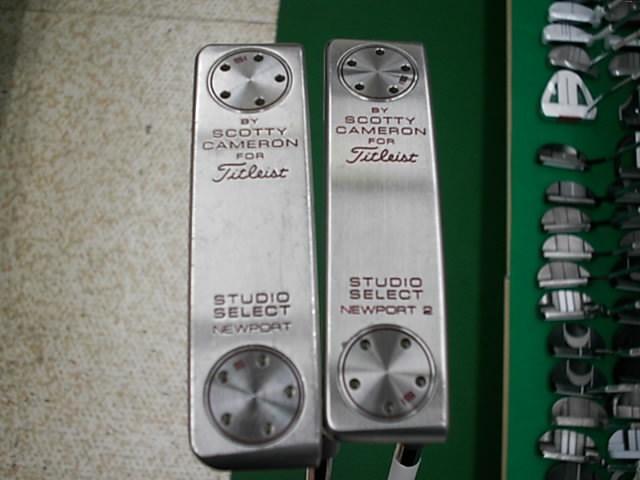 BY
SCOTTY
CAMERON
FOR
Titleist
STUDIO
SELECT
NEWPORT
BY
SCOTTY
CAMERON
FOR
Titleist
STUDIO
SELECT
NEWPORT 2